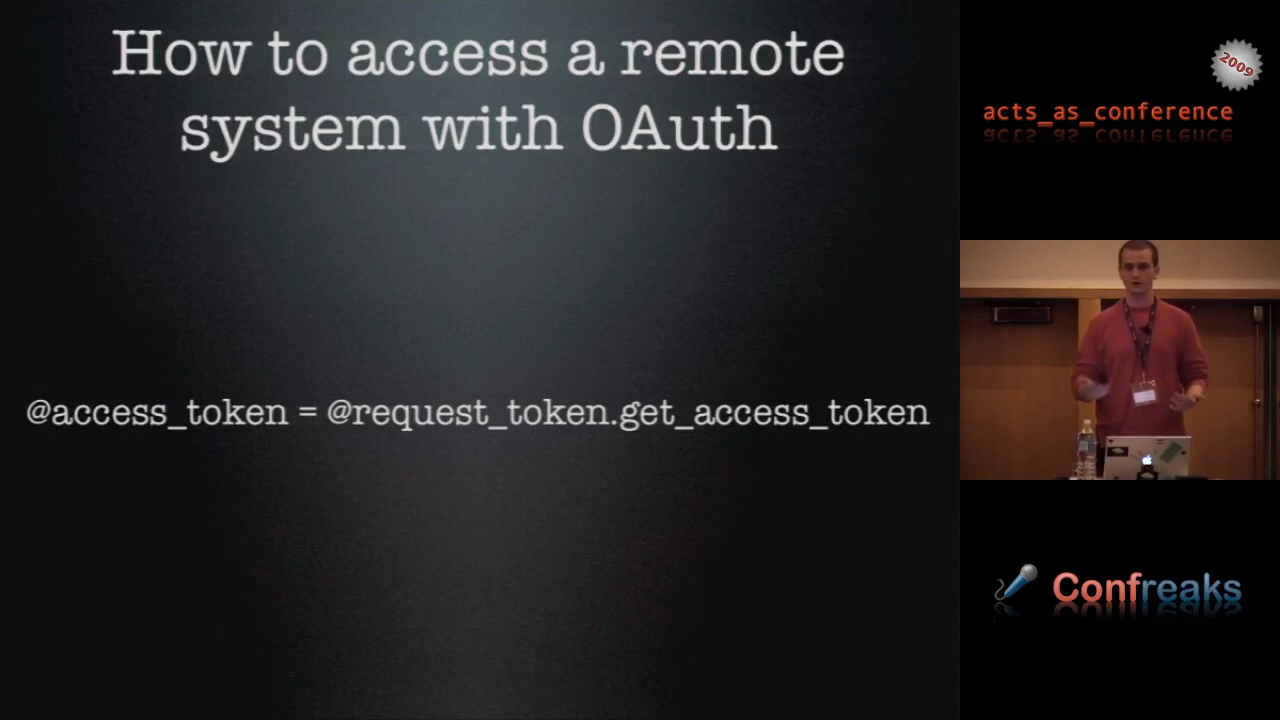 How to access a remote
system with OAuth
@access_token = @request_token.get_access_token
2009
acts_as_conference
Confreaks